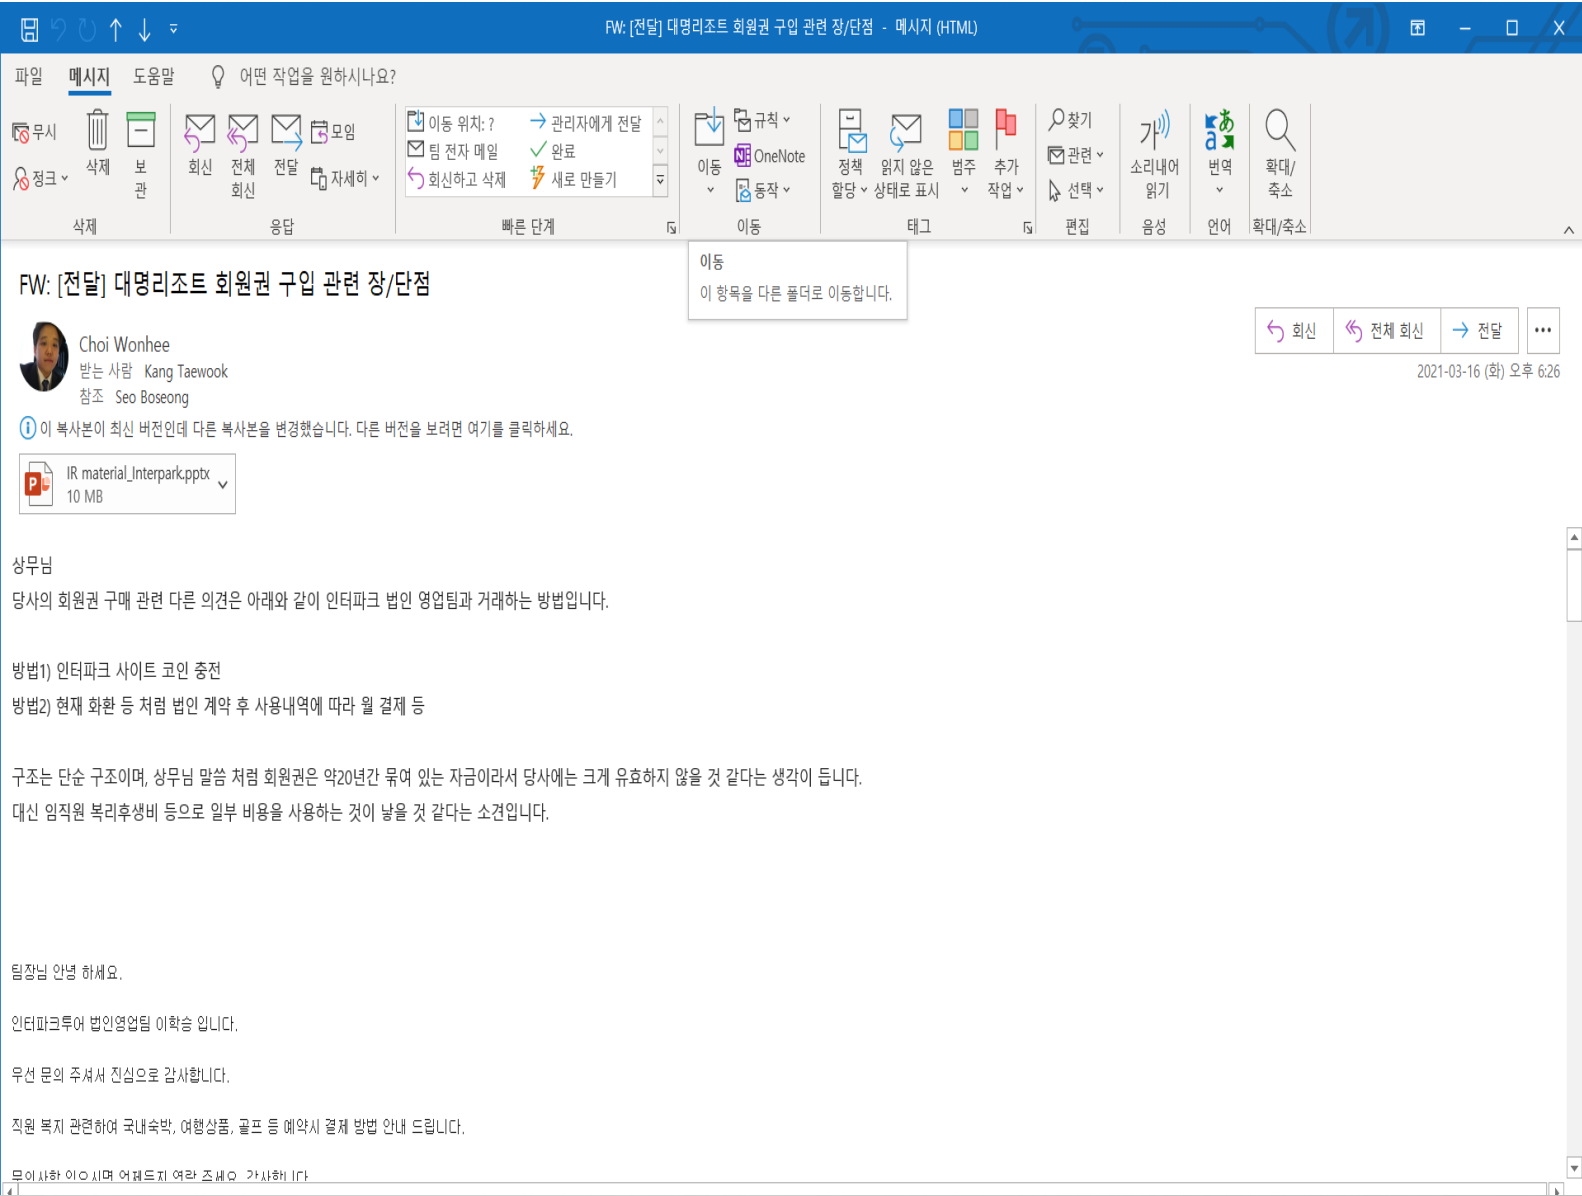 FW: [전달] 대명리조트 회원권 구입 관련 장/단점 - 메시지 (HTML)
파일 메시지 도움말 어떤 작업을 원하시나요?
무시
정크
삭제
보관
삭제
회신
전체 회신
전달
모임
자세히
응답
이동 위치: ?
팀 전자 메일
회신하고 삭제
관리자에게 전달
완료
새로 만들기
빠른 단계
이동
규칙
OneNote
동작
이동
정책 할당
읽지 않은 상태로 표시
범주
추가 작업
태그
찾기
관련
선택
편집
가
소리내어 읽기
음성
aあ
번역
언어
확대/축소
확대/축소
이동
이 항목을 다른 폴더로 이동합니다.
FW: [전달] 대명리조트 회원권 구입 관련 장/단점
Choi Wonhee
받는 사람 Kang Taewook
참조 Seo Boseong
회신 전체 회신 전달
2021-03-16 (화) 오후 6:26
이 복사본이 최신 버전인데 다른 복사본을 변경했습니다. 다른 버전을 보려면 여기를 클릭하세요.
IR material_Interpark.pptx
10 MB
상무님
당사의 회원권 구매 관련 다른 의견은 아래와 같이 인터파크 법인 영업팀과 거래하는 방법입니다.
방법1) 인터파크 사이트 코인 충전
방법2) 현재 화환 등 처럼 법인 계약 후 사용내역에 따라 월 결제 등
구조는 단순 구조이며, 상무님 말씀 처럼 회원권은 약20년간 묶여 있는 자금이라서 당사에는 크게 유효하지 않을 것 같다는 생각이 듭니다.
대신 임직원 복리후생비 등으로 일부 비용을 사용하는 것이 낳을 것 같다는 소견입니다.
팀장님 안녕 하세요.
인터파크투어 법인영업팀 이학승 입니다.
우선 문의 주셔서 진심으로 감사합니다.
직원 복지 관련하여 국내숙박, 여행상품, 골프 등 예약시 결제 방법 안내 드립니다.
문의사항 있으시면 언제든지 연락 주세요. 감사합니다